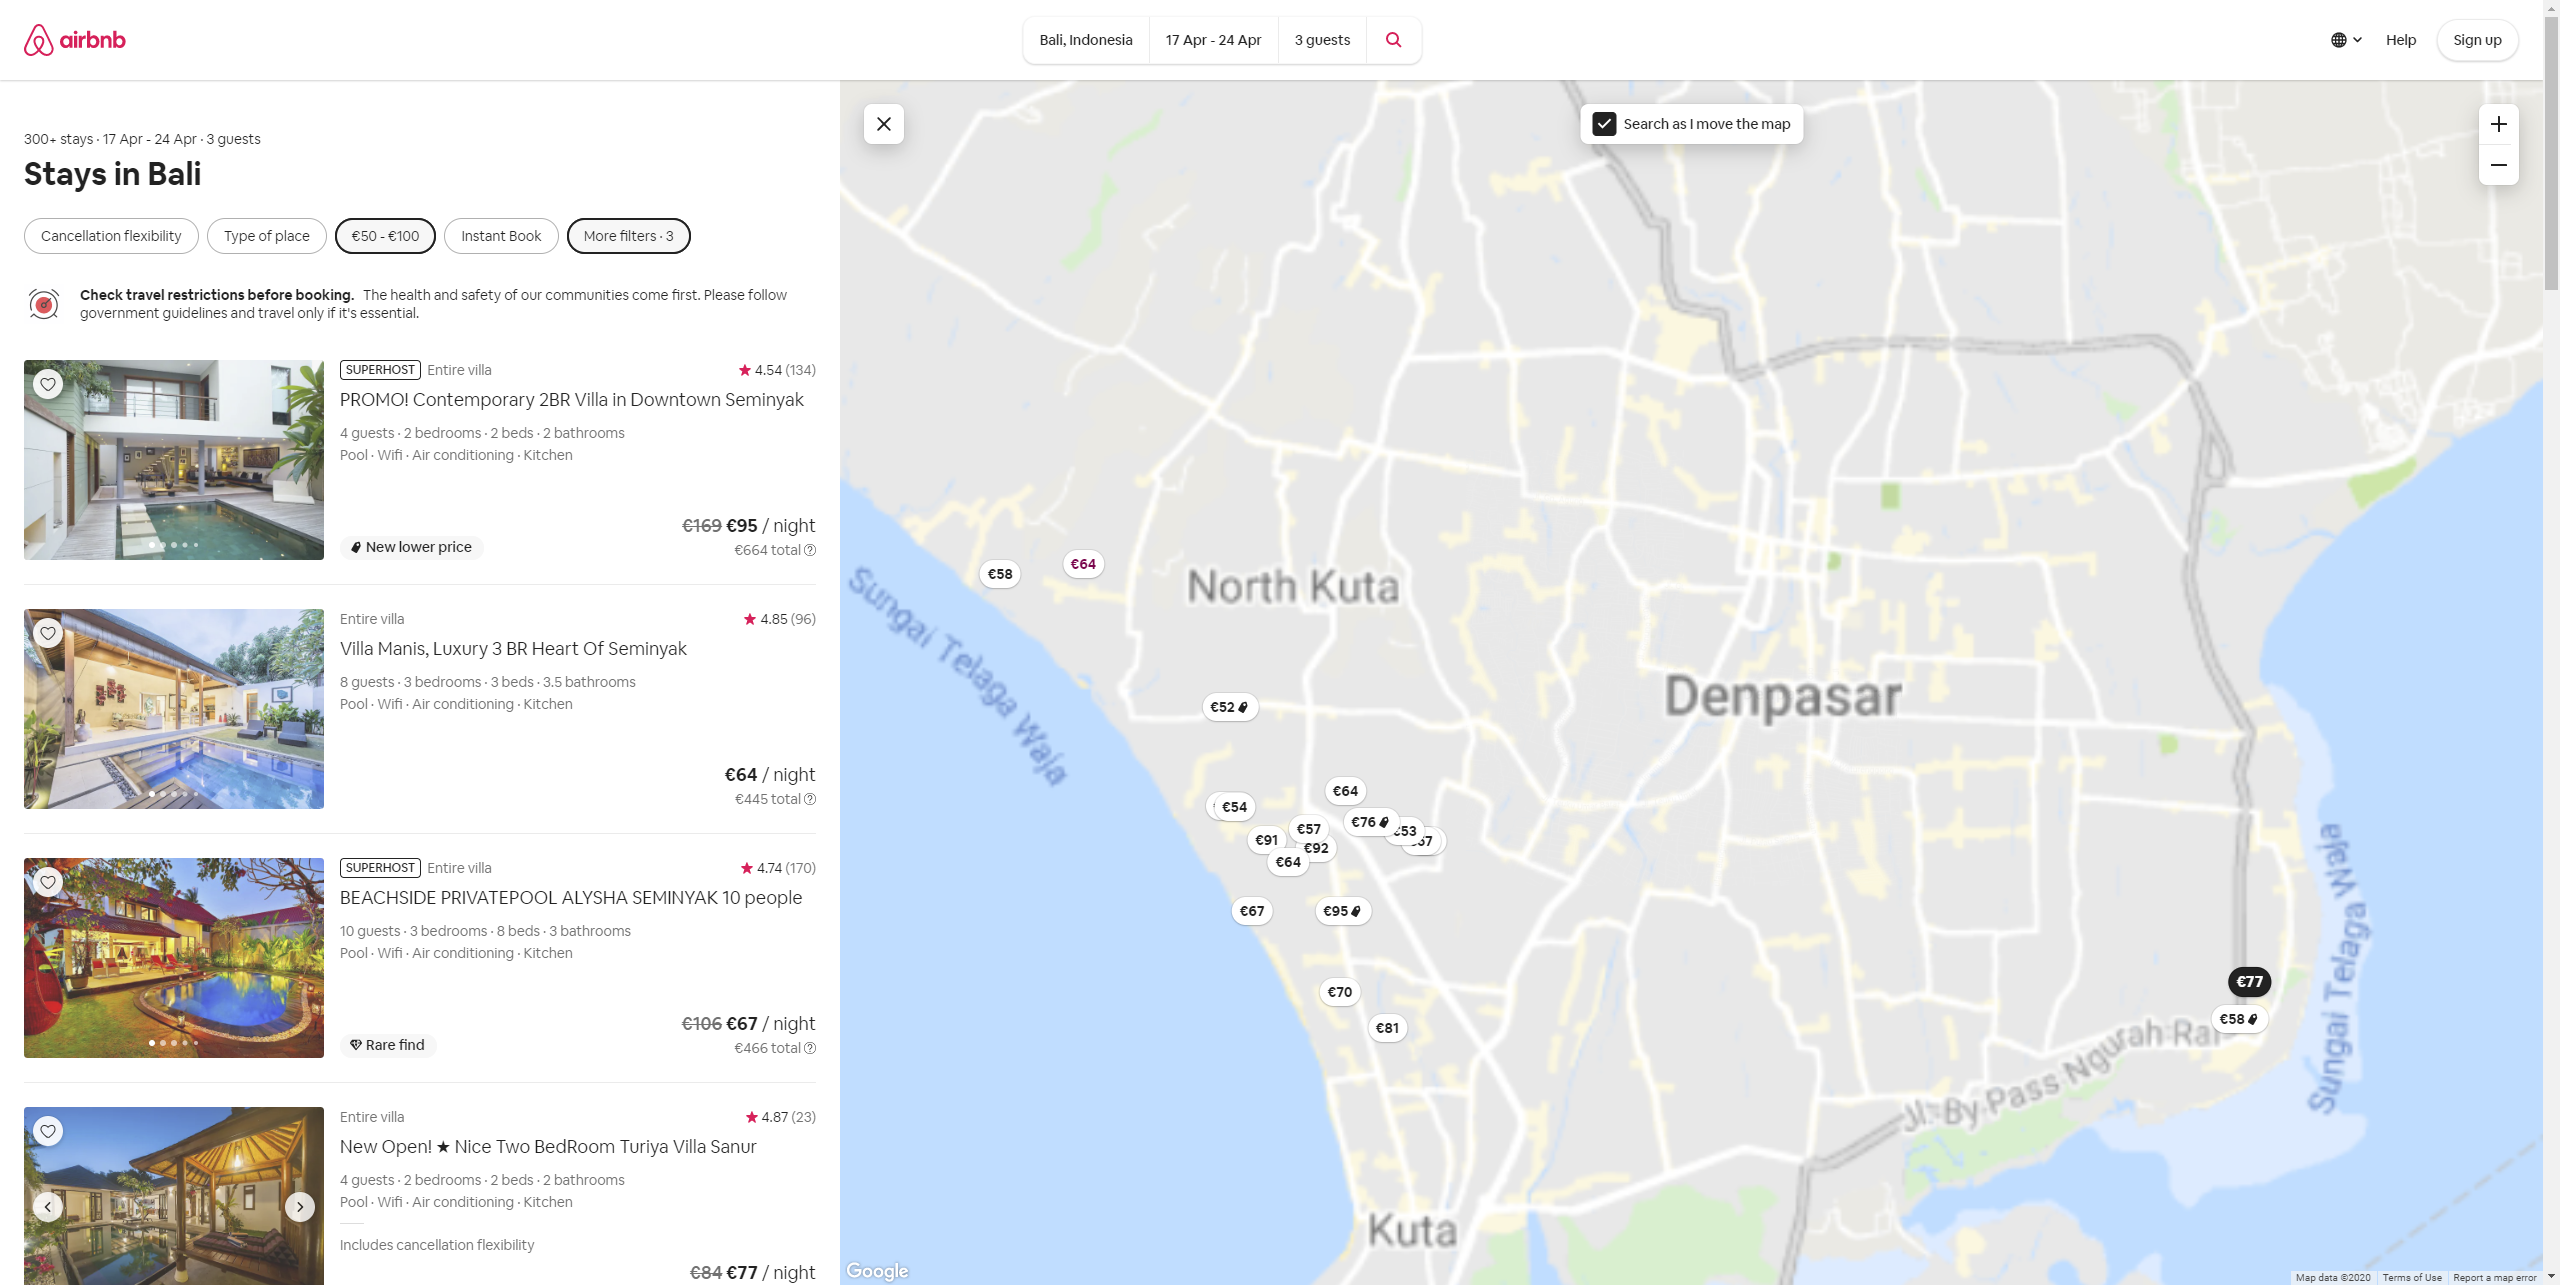 airbnb
Bali, Indonesia
17 Apr - 24 Apr
3 guests
Help
Sign up
300+ stays · 17 Apr - 24 Apr · 3 guests
Stays in Bali
Cancellation flexibility
Type of place
€50 - €100
Instant Book
More filters · 3
Check travel restrictions before booking. The health and safety of our communities come first. Please follow
government guidelines and travel only if it's essential.
SUPERHOST Entire villa
4.54 (134)
PROMO! Contemporary 2BR Villa in Downtown Seminyak
4 guests · 2 bedrooms · 2 beds · 2 bathrooms
Pool · Wifi · Air conditioning · Kitchen
€169 €95 / night
New lower price
€664 total
Entire villa
4.85 (96)
Villa Manis, Luxury 3 BR Heart Of Seminyak
8 guests · 3 bedrooms · 3 beds · 3.5 bathrooms
Pool · Wifi · Air conditioning · Kitchen
€64 / night
€445 total
SUPERHOST Entire villa
4.74 (170)
BEACHSIDE PRIVATEPOOL ALYSHA SEMINYAK 10 people
10 guests · 3 bedrooms · 8 beds · 3 bathrooms
Pool · Wifi · Air conditioning · Kitchen
€106 €67 / night
Rare find
€466 total
Entire villa
4.87 (23)
New Open! ★ Nice Two BedRoom Turiya Villa Sanur
4 guests · 2 bedrooms · 2 beds · 2 bathrooms
Pool · Wifi · Air conditioning · Kitchen
Includes cancellation flexibility
€84 €77 / night
Search as I move the map
€58
€64
North Kuta
Sungai Telaga Waja
Denpasar
€52
€64
€54
€76
€57
€53
€91
€92
€64
€67
€95
€70
€81
€77
€58
Jl. By Pass Ngurah Rai
Sungai Telaga Waja
Kuta
Google
Map data ©2020
Terms of Use
Report a map error